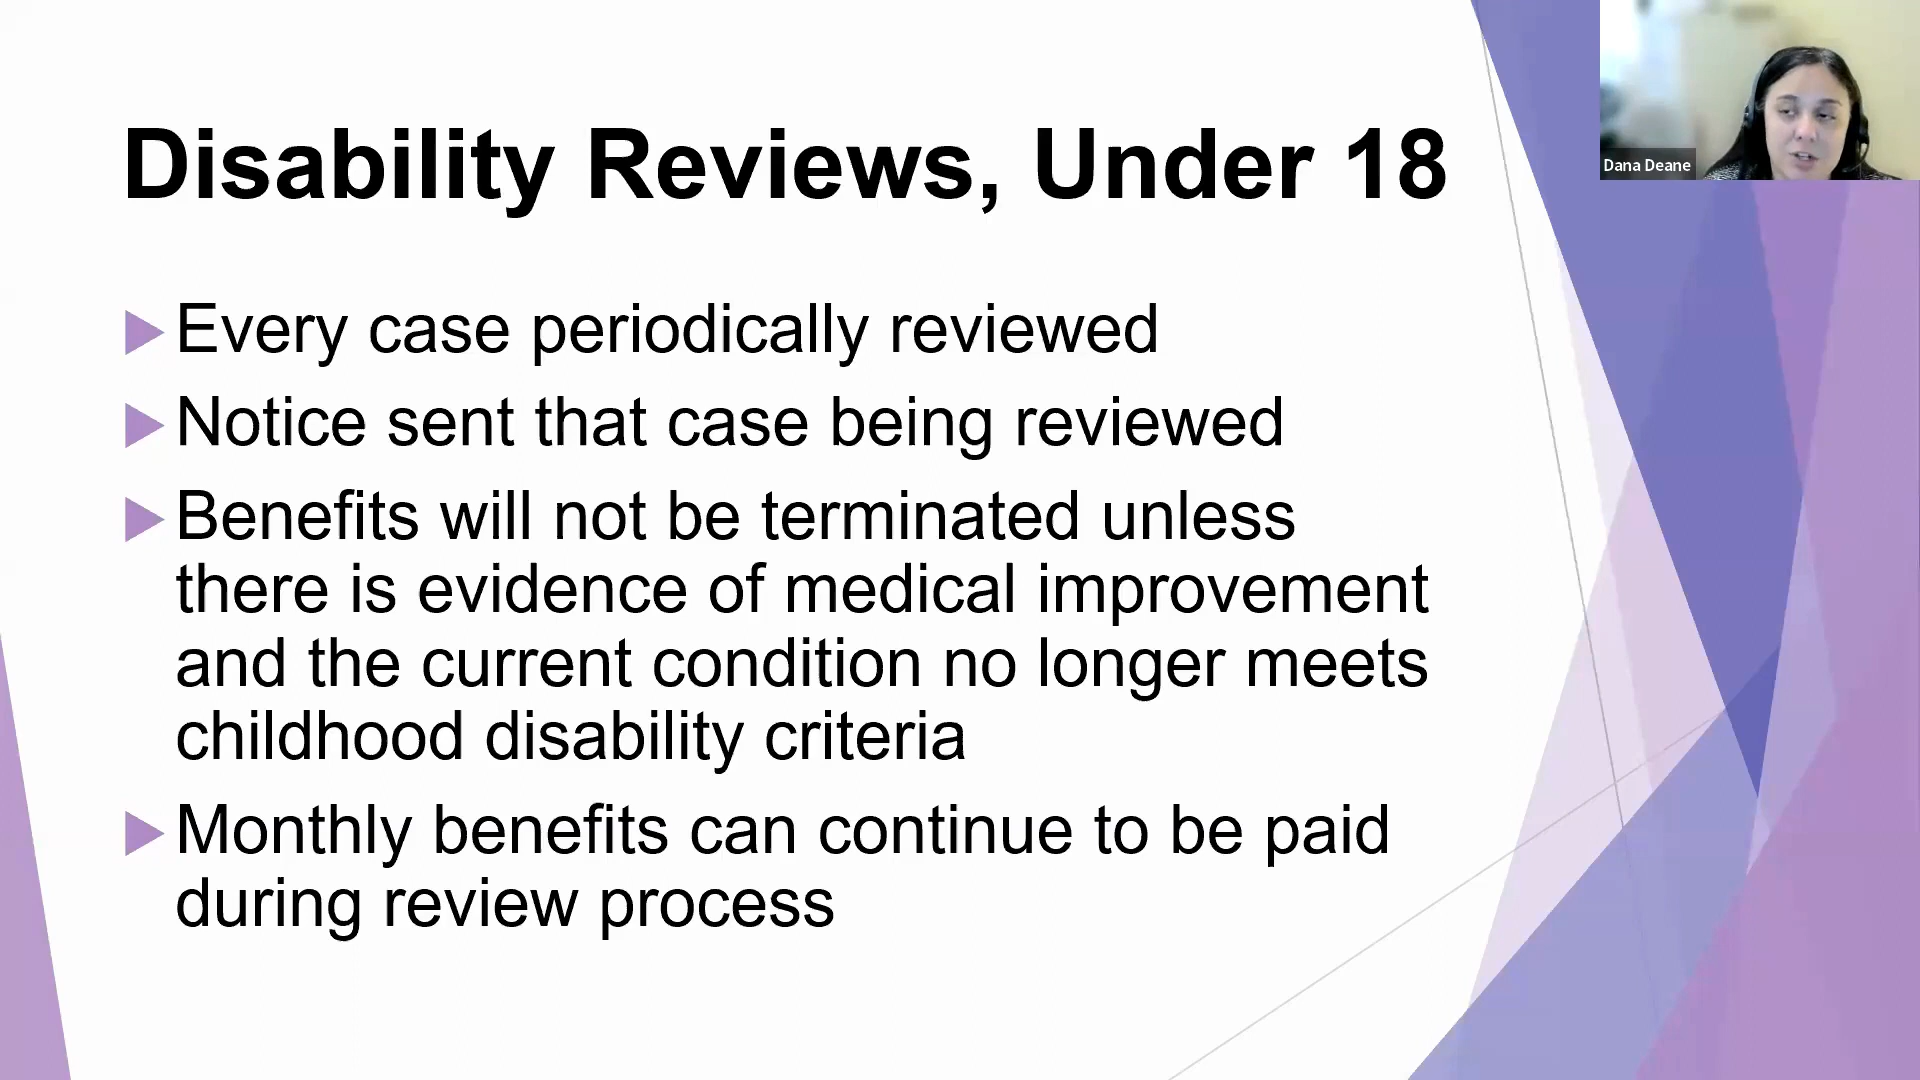 Dana Deane
Disability Reviews, Under 18
Every case periodically reviewed
Notice sent that case being reviewed
Benefits will not be terminated unless
there is evidence of medical improvement
and the current condition no longer meets
childhood disability criteria
Monthly benefits can continue to be paid
during review process